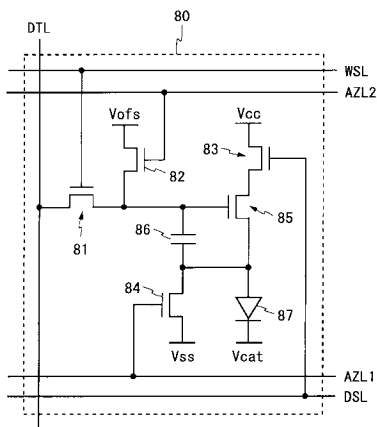 DTL
80
WSL
AZL2
Vofs
Vcc
82
83
81
86
85
84
87
Vss
Vcat
AZL1
DSL